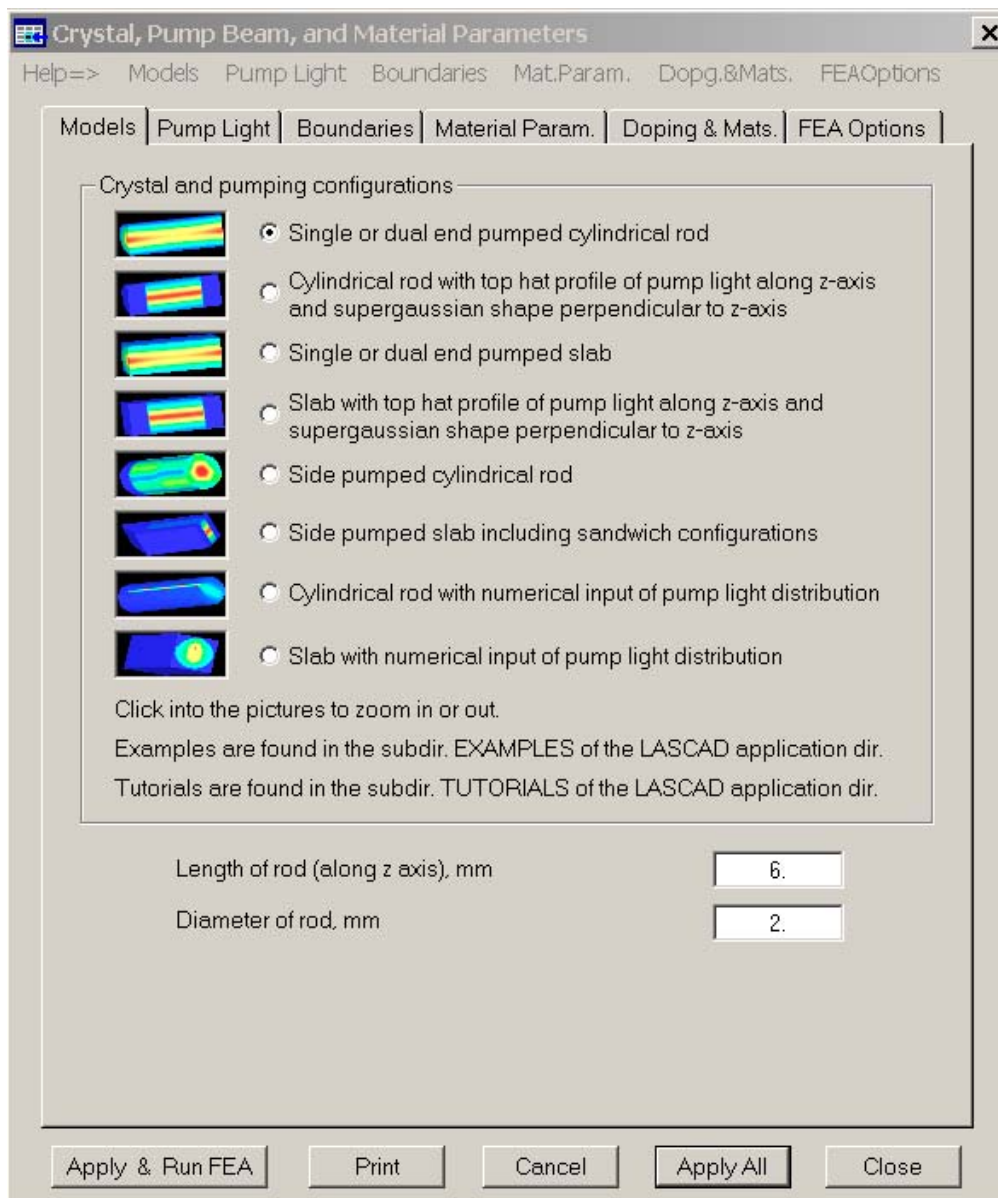 Crystal, Pump Beam, and Material Parameters
Help=> Models Pump Light Boundaries Mat.Param. Dopg.&Mats. FEAOptions
Models Pump Light Boundaries Material Param. Doping & Mats. FEA Options
Crystal and pumping configurations
Single or dual end pumped cylindrical rod
Cylindrical rod with top hat profile of pump light along z-axis
and supergaussian shape perpendicular to z-axis
Single or dual end pumped slab
Slab with top hat profile of pump light along z-axis and
supergaussian shape perpendicular to z-axis
Side pumped cylindrical rod
Side pumped slab including sandwich configurations
Cylindrical rod with numerical input of pump light distribution
Slab with numerical input of pump light distribution
Click into the pictures to zoom in or out.
Examples are found in the subdir. EXAMPLES of the LASCAD application dir.
Tutorials are found in the subdir. TUTORIALS of the LASCAD application dir.
Length of rod (along z axis), mm 6.
Diameter of rod, mm 2.
Apply & Run FEA Print Cancel Apply All Close